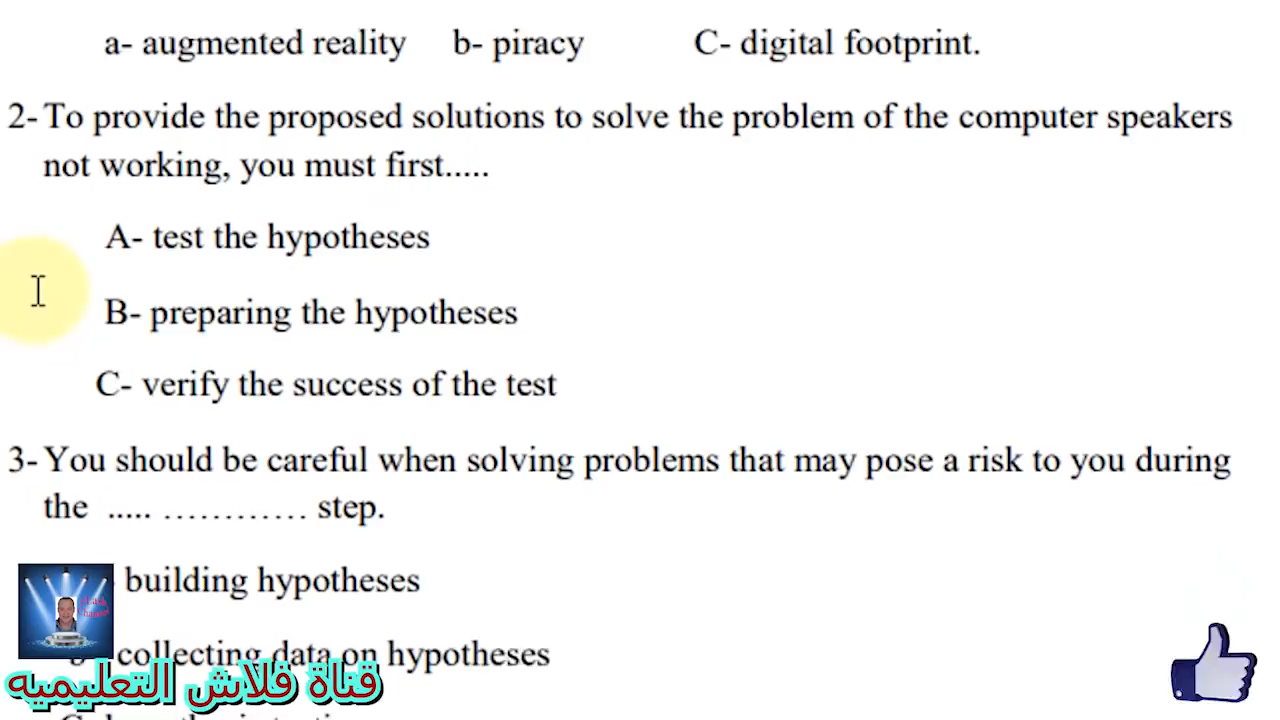 a- augmented reality b- piracy C- digital footprint.
2- To provide the proposed solutions to solve the problem of the computer speakers
not working, you must first.....
A- test the hypotheses
B- preparing the hypotheses
C- verify the success of the test
3- You should be careful when solving problems that may pose a risk to you during
the ..... ............ step.
building hypotheses
collecting data on hypotheses
قناة فلاش التعليميه